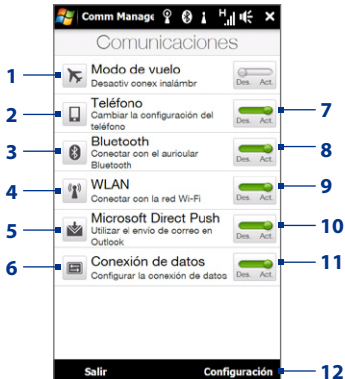 Comm Manage H
Comunicaciones
1 Modo de vuelo
Desactiv conex inalámbr
Des. Act.
2 Teléfono 7
Cambiar la configuración del
teléfono
Des. Act.
3 Bluetooth 8
Conectar con el auricular
Bluetooth
Des. Act.
4 WLAN 9
Conectar con la red Wi-Fi
Des. Act.
5 Microsoft Direct Push 10
Utilizar el envío de correo en
Outlook
Des. Act.
6 Conexión de datos 11
Configurar la conexión de datos
Des. Act.
Salir Configuración 12